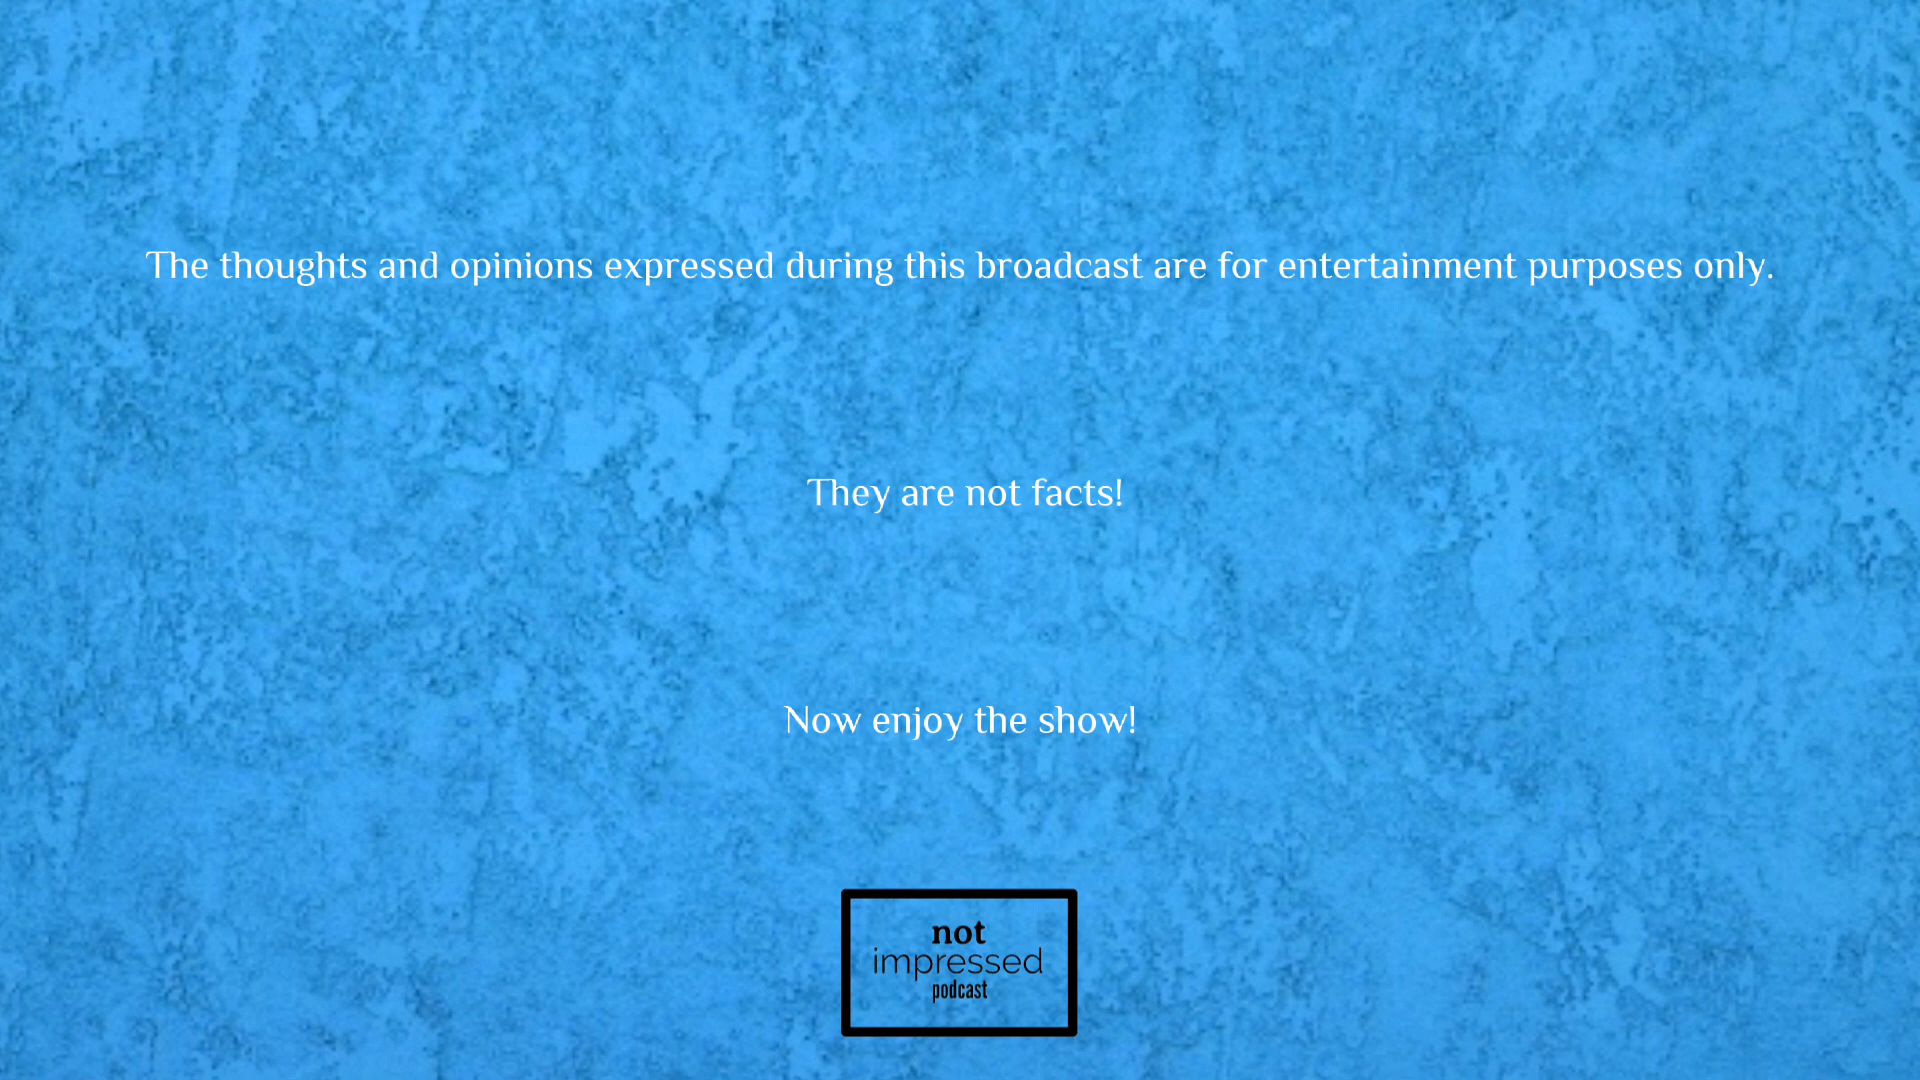 The thoughts and opinions expressed during this broadcast are for entertainment purposes only.
They are not facts!
Now enjoy the show!
not
impressed
podcast